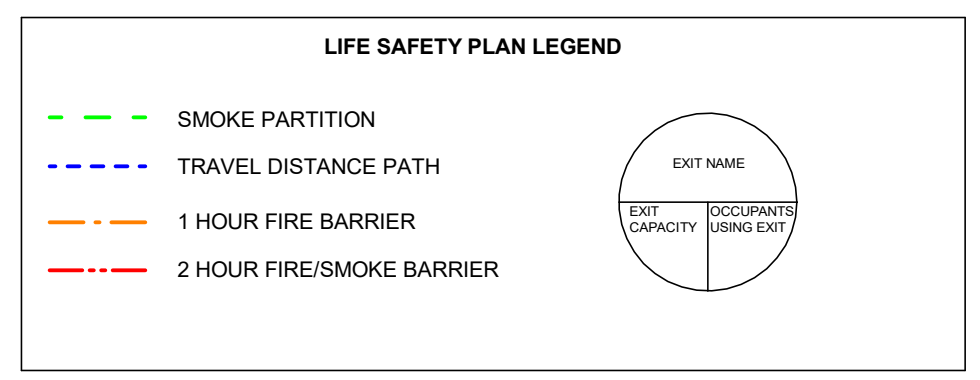 LIFE SAFETY PLAN LEGEND
SMOKE PARTITION
TRAVEL DISTANCE PATH
1 HOUR FIRE BARRIER
2 HOUR FIRE/SMOKE BARRIER
EXIT NAME
EXIT
CAPACITY
OCCUPANTS
USING EXIT